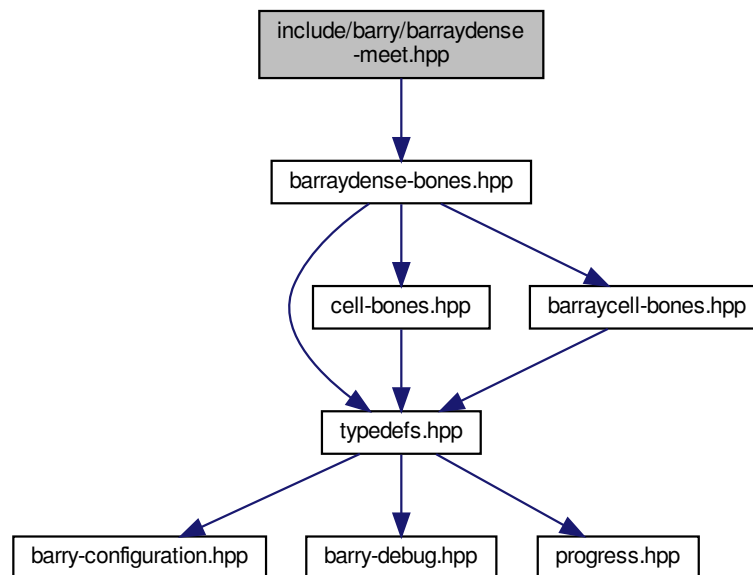 include/barry/barraydense
-meet.hpp
barraydense-bones.hpp
cell-bones.hpp
barraycell-bones.hpp
typedefs.hpp
barry-configuration.hpp
barry-debug.hpp
progress.hpp